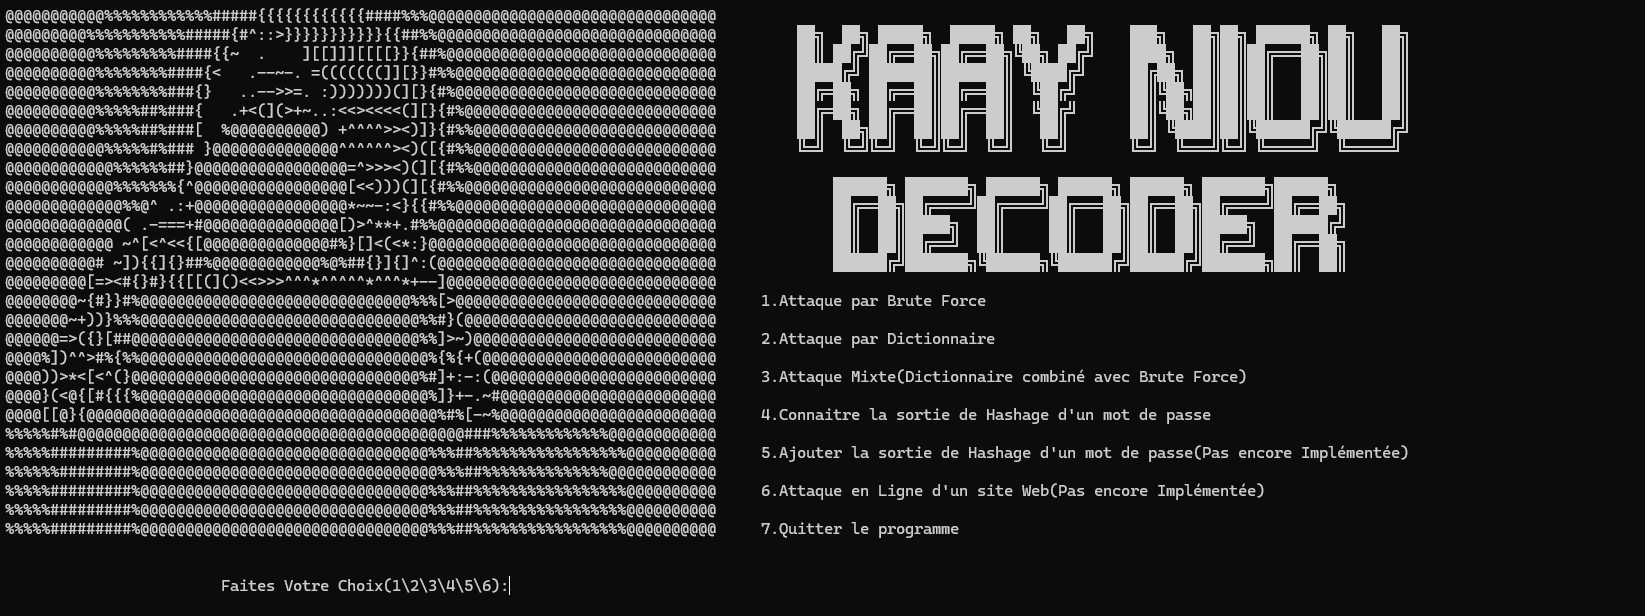 KAAY NIOU
DECODER
1.Attaque par Brute Force
2.Attaque par Dictionnaire
3.Attaque Mixte(Dictionnaire combiné avec Brute Force)
4.Connaitre la sortie de Hashage d'un mot de passe
5.Ajouter la sortie de Hashage d'un mot de passe(Pas encore Implémentée)
6.Attaque en Ligne d'un site Web(Pas encore Implémentée)
7.Quitter le programme
Faites Votre Choix(1\2\3\4\5\6):